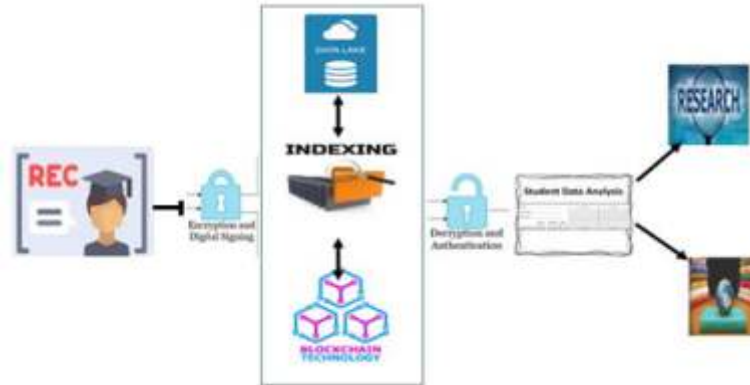 REC
Encryption and
Digital Signing
DATA LAKE
INDEXING
BLOCKCHAIN
TECHNOLOGY
Decryption and
Authentication
Student Data Analysis
RESEARCH